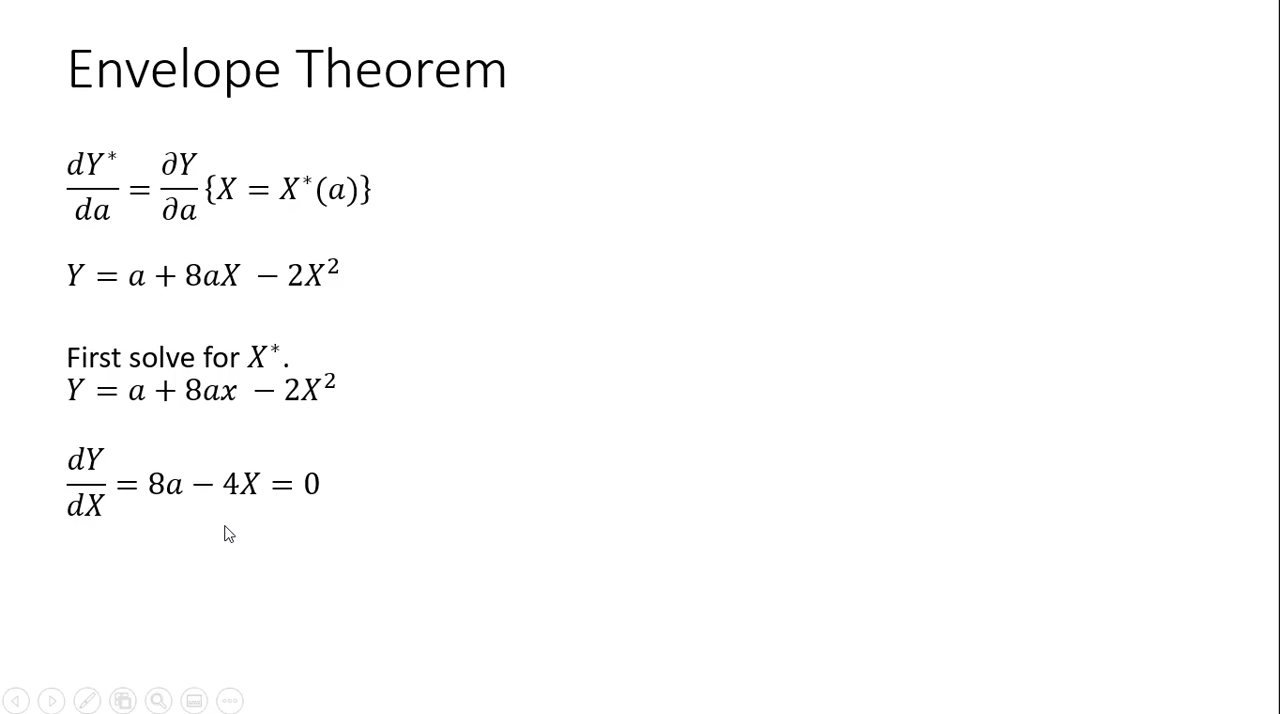 Envelope Theorem
dY*/da = ∂Y/∂a {X = X*(a)}
Y = a + 8aX − 2X²
First solve for X*.
Y = a + 8ax − 2X²
dY/dX = 8a − 4X = 0